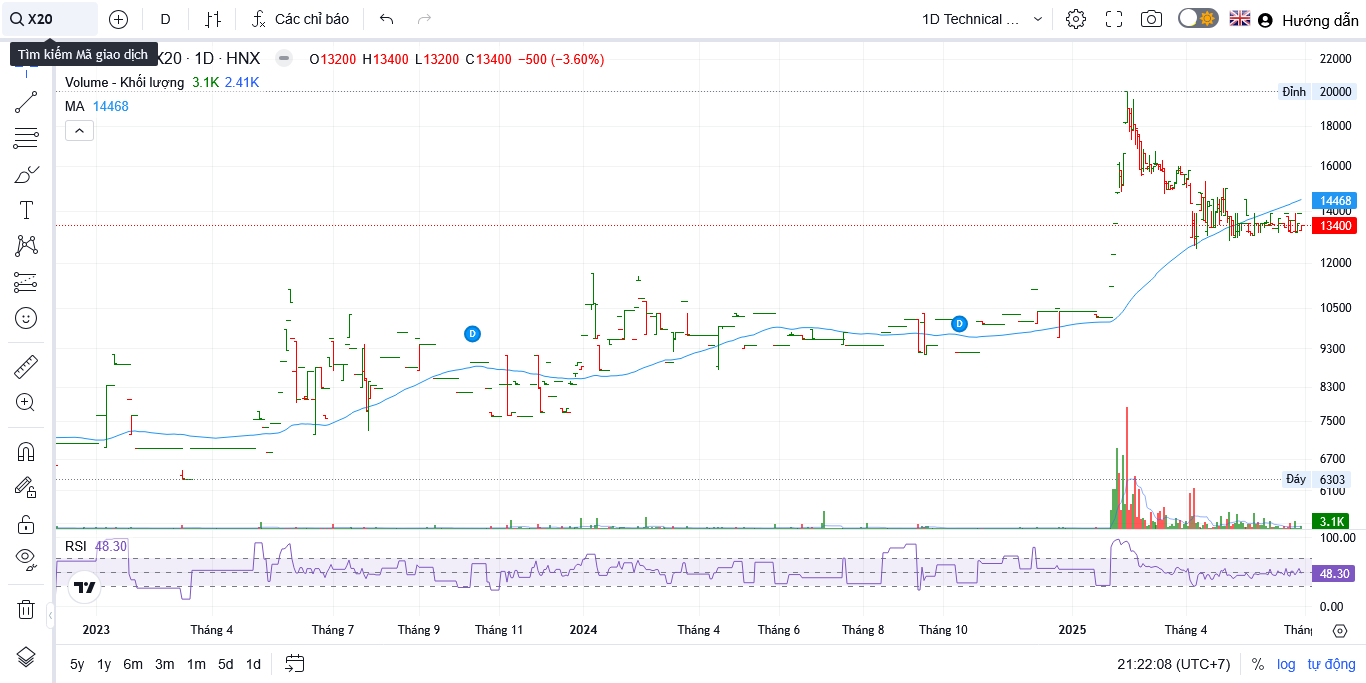 X20 D Các chỉ báo 1D Technical ... Hướng dẫn
Tìm kiếm Mã giao dịch
X20 · 1D · HNX O13200 H13400 L13200 C13400 −500 (−3.60%)
Volume - Khối lượng 3.1K 2.41K
MA 14468
22000
Đỉnh 20000
18000
16000
14468
14000
13400
12000
10500
D
D
9300
8300
7500
6700
Đáy 6303
6100
3.1K
RSI 48.30
100.00
48.30
0.00
2023 Tháng 4 Tháng 7 Tháng 9 Tháng 11 2024 Tháng 4 Tháng 6 Tháng 8 Tháng 10 2025 Tháng 4 Tháng
5y 1y 6m 3m 1m 5d 1d 21:22:08 (UTC+7) % log tự động